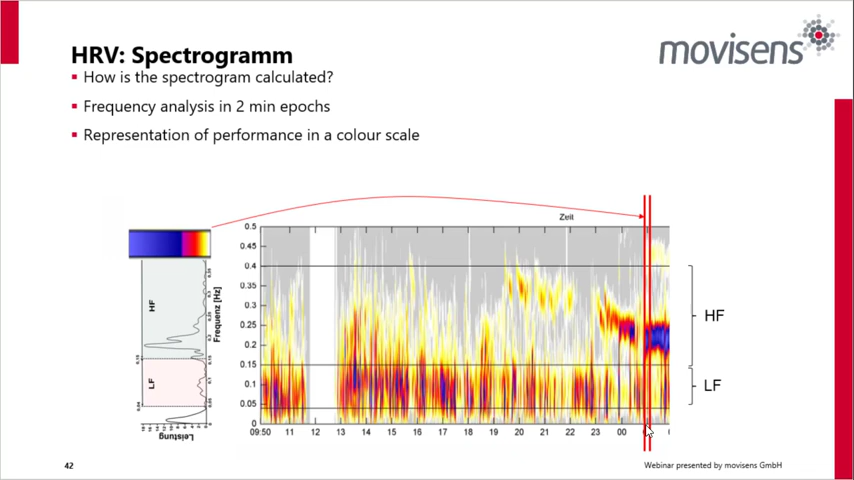 HRV: Spectrogramm
movisens
How is the spectrogram calculated?
Frequency analysis in 2 min epochs
Representation of performance in a colour scale
Zeit
0.5
0.45
0.4
0.35
0.3
0.25
0.2
0.15
0.1
0.05
0
Frequenz [Hz]
HF
LF
Leistung
HF
LF
09:50 11 12 13 14 15 16 17 18 19 20 21 22 23 00
42
Webinar presented by movisens GmbH